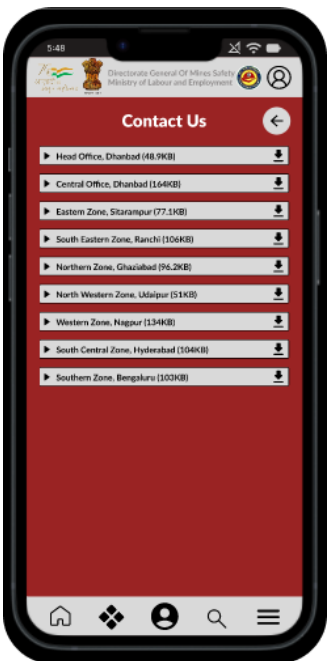 5:48
Directorate General Of Mines Safety
Ministry of Labour and Employment
Contact Us
Head Office, Dhanbad (48.9KB)
Central Office, Dhanbad (164KB)
Eastern Zone, Sitarampur (77.1KB)
South Eastern Zone, Ranchi (106KB)
Northern Zone, Ghaziabad (96.2KB)
North Western Zone, Udaipur (51KB)
Western Zone, Nagpur (134KB)
South Central Zone, Hyderabad (104KB)
Southern Zone, Bengaluru (103KB)